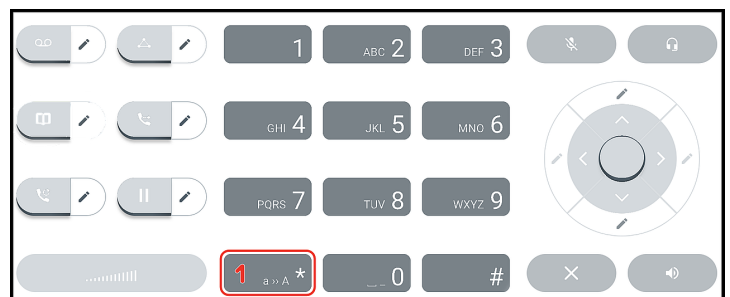 1
ABC 2
DEF 3
GHI 4
JKL 5
MNO 6
PQRS 7
TUV 8
WXYZ 9
1 a›› A *
0
#